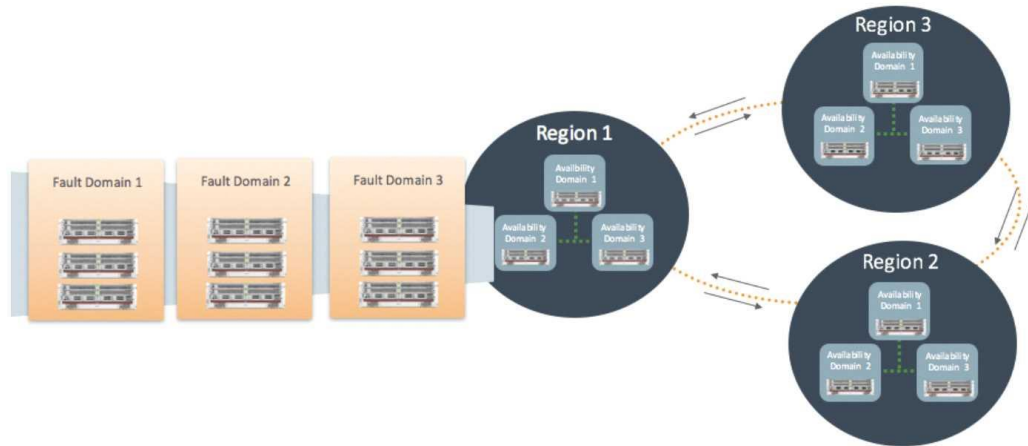 Fault Domain 1
Fault Domain 2
Fault Domain 3
Region 1
Availbility
Domain 1
Availability
Domain 2
Availability
Domain 3
Region 3
Availability
Domain 1
Availability
Domain 2
Availability
Domain 3
Region 2
Availability
Domain 1
Availability
Domain 2
Availability
Domain 3